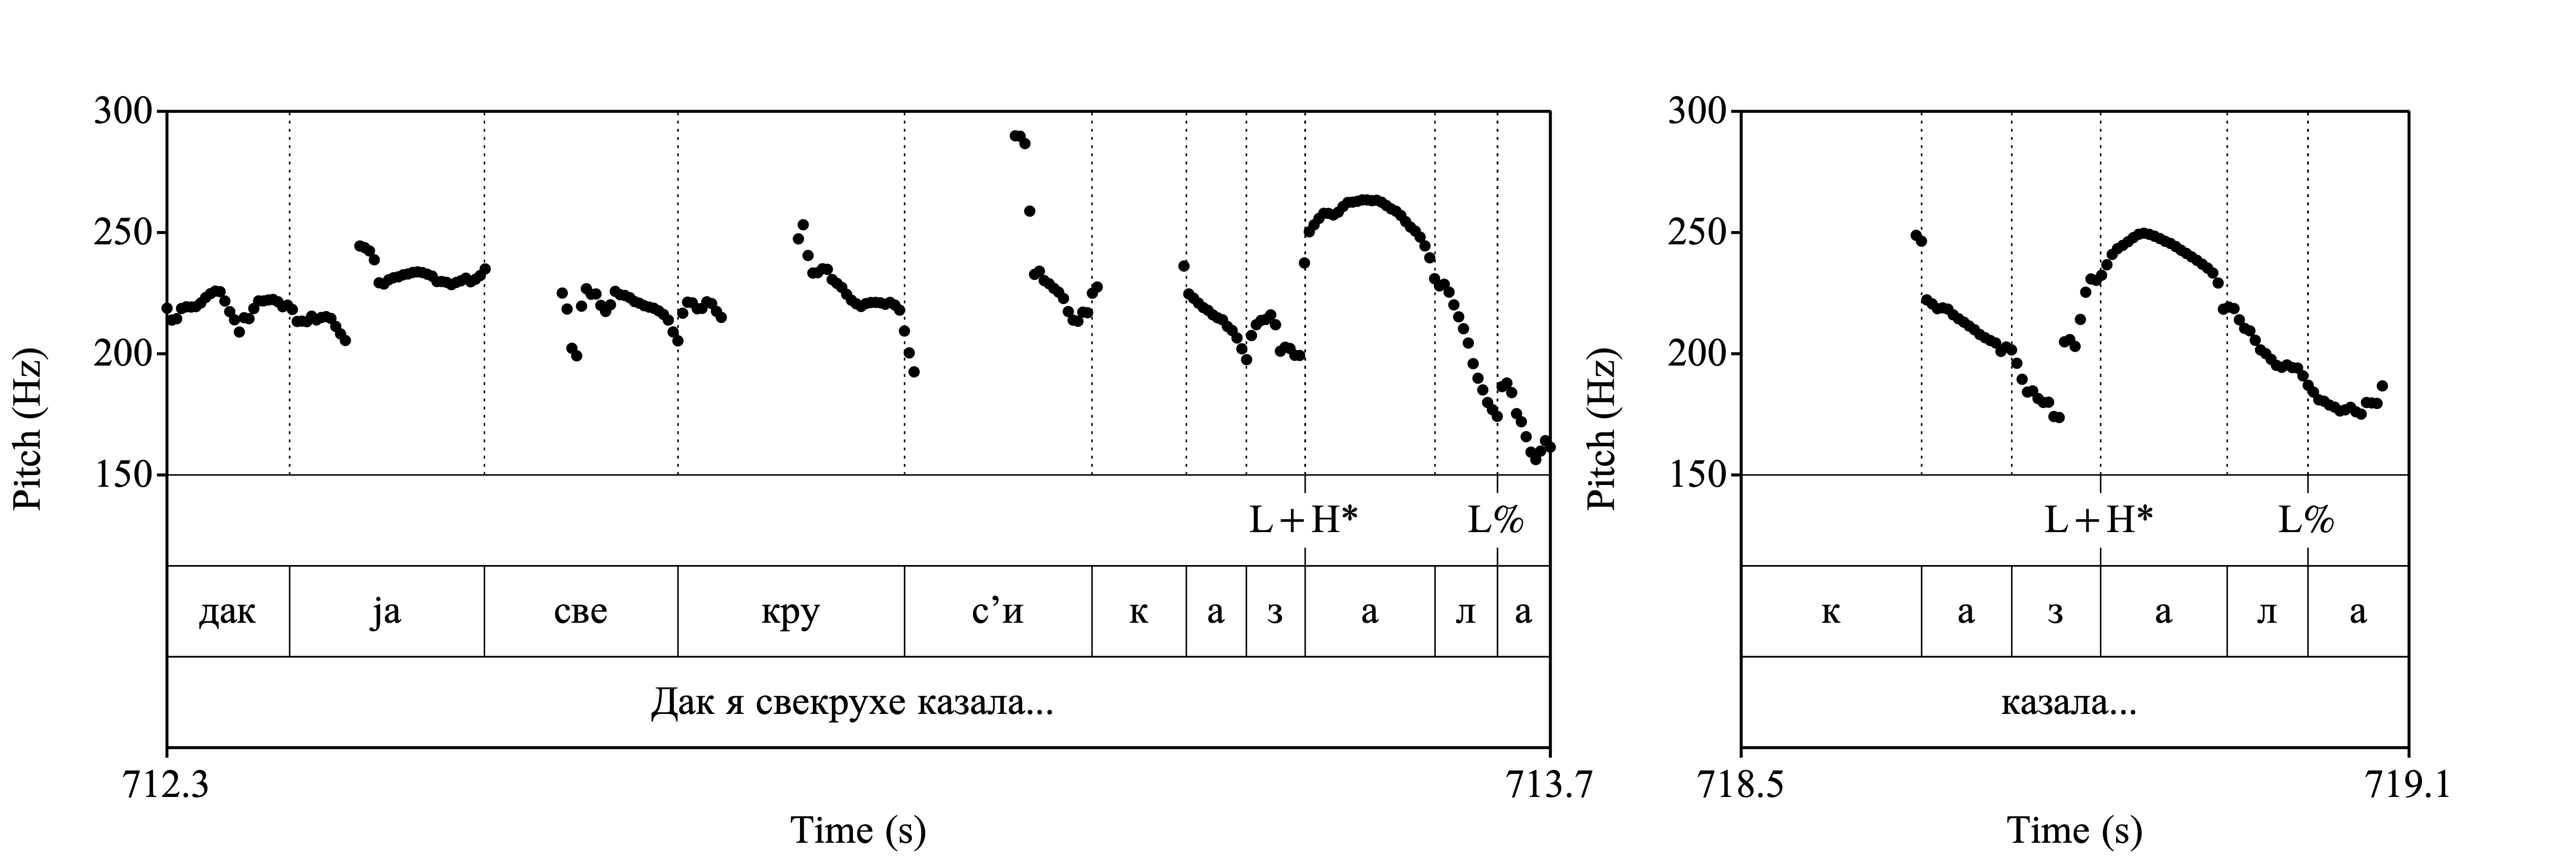 300
250
200
150
Pitch (Hz)
L+H* L%
дак ја све кру с’и к а з а л а
Дак я свекрухе казала...
712.3 713.7
Time (s)
300
250
200
150
Pitch (Hz)
L+H* L%
к а з а л а
казала...
718.5 719.1
Time (s)